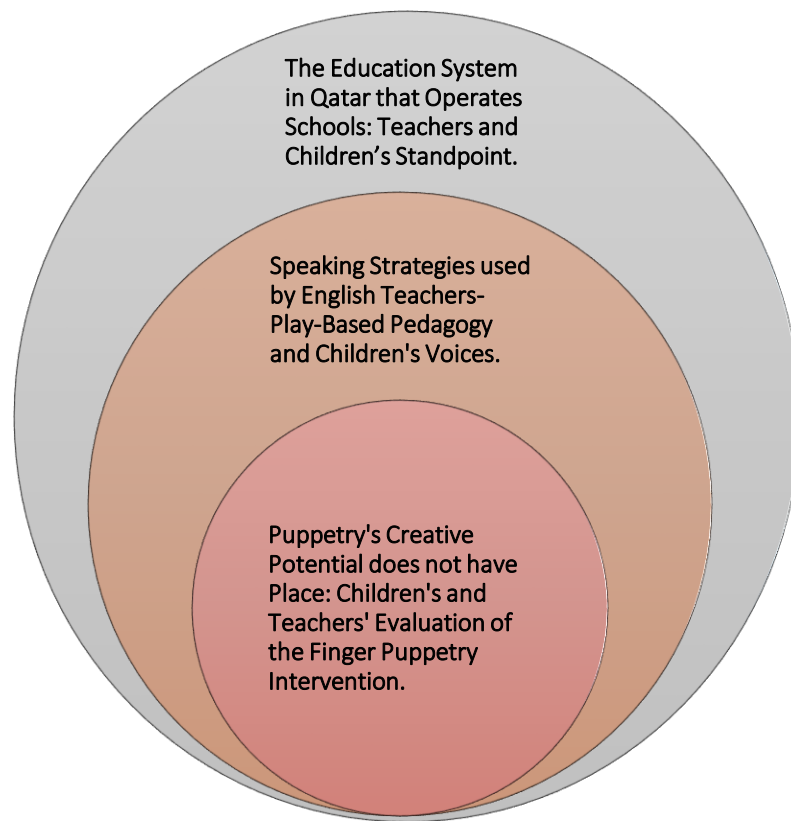 The Education System
in Qatar that Operates
Schools: Teachers and
Children’s Standpoint.
Speaking Strategies used
by English Teachers-
Play-Based Pedagogy
and Children's Voices.
Puppetry's Creative
Potential does not have
Place: Children's and
Teachers' Evaluation of
the Finger Puppetry
Intervention.